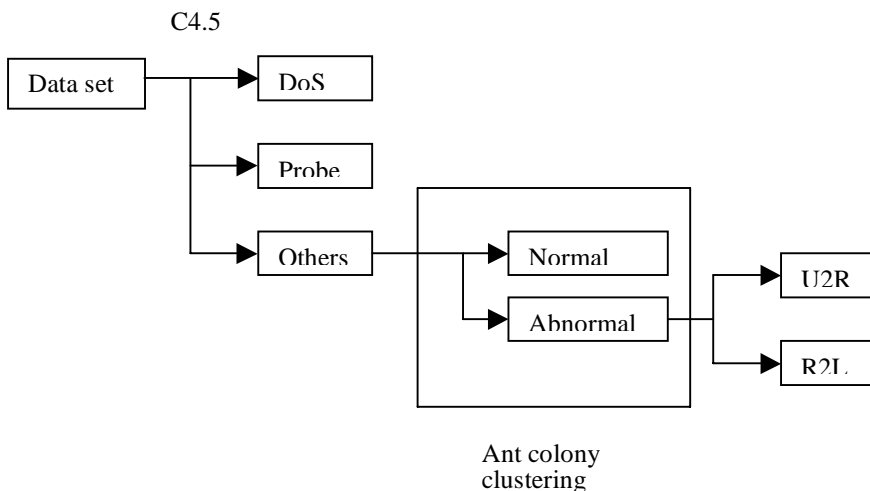 C4.5
Data set
DoS
Probe
Others
Normal
Abnormal
U2R
R2L
Ant colony
clustering